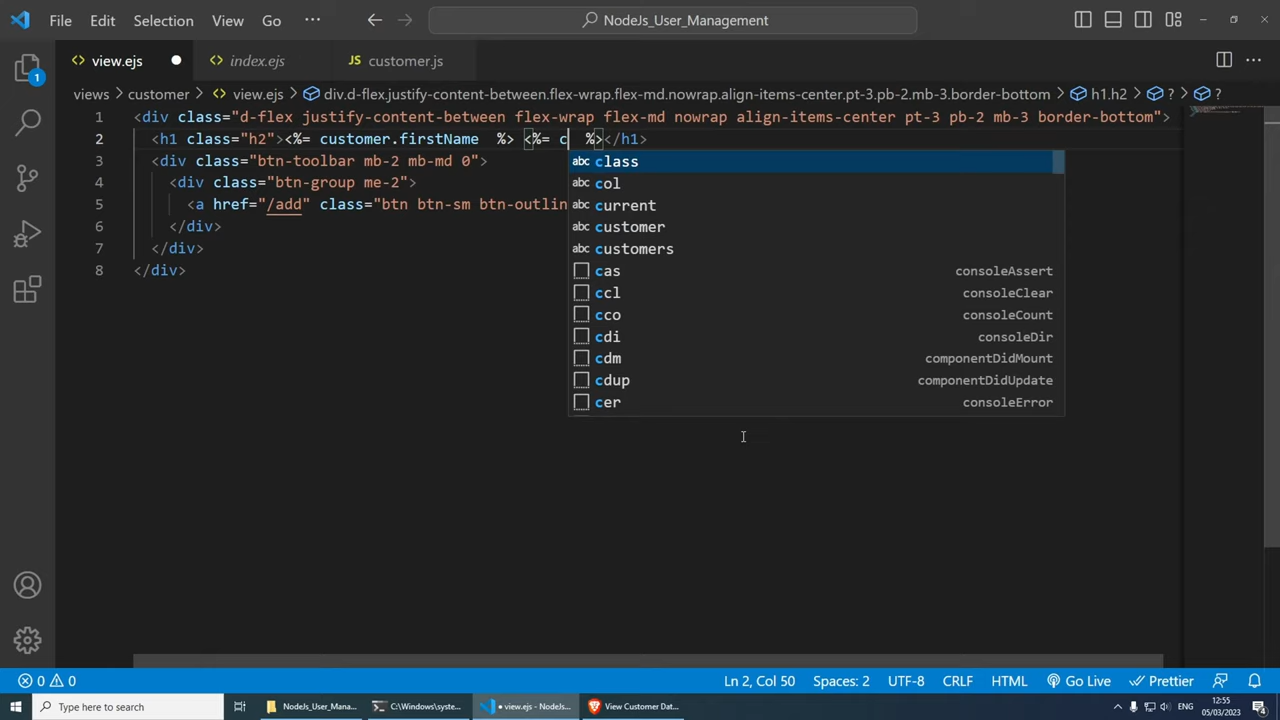 File Edit Selection View Go ··· NodeJs_User_Management
view.ejs index.ejs customer.js
views > customer > view.ejs > div.d-flex.justify-content-between.flex-wrap.flex-md.nowrap.align-items-center.pt-3.pb-2.mb-3.border-bottom > h1.h2 > ? > ?
1 <div class="d-flex justify-content-between flex-wrap flex-md nowrap align-items-center pt-3 pb-2 mb-3 border-bottom">
2 <h1 class="h2"><%= customer.firstName  %> <%= c  %></h1>
3 <div class="btn-toolbar mb-2 mb-md 0">
4 <div class="btn-group me-2">
5 <a href="/add" class="btn btn-sm btn-outlin
6 </div>
7 </div>
8 </div>
abc class
abc col
abc current
abc customer
abc customers
cas consoleAssert
ccl consoleClear
cco consoleCount
cdi consoleDir
cdm componentDidMount
cdup componentDidUpdate
cer consoleError
1
0 0 Ln 2, Col 50 Spaces: 2 UTF-8 CRLF HTML Go Live Prettier
Type here to search NodeJs_User_Mana... C:\Windows\syste... • view.ejs - NodeJs... View Customer Dat... ENG 12:55
05/03/2023 4